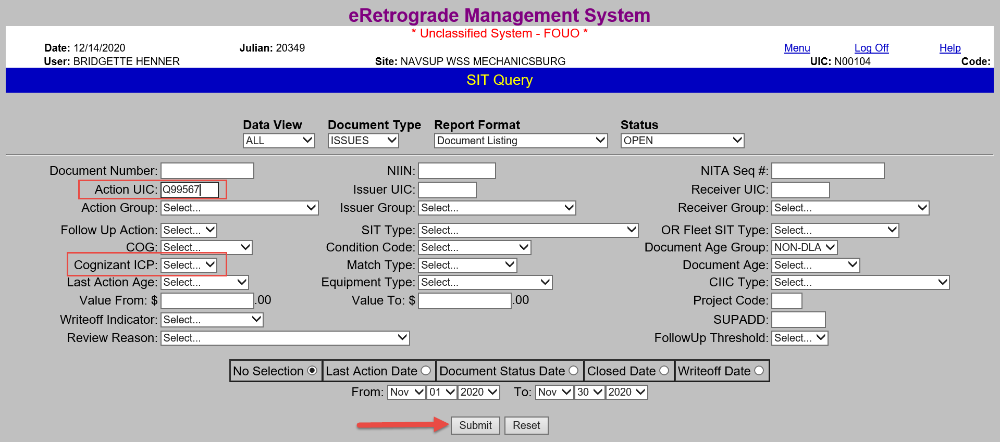 eRetrograde Management System
* Unclassified System - FOUO *
Date: 12/14/2020 Julian: 20349 Menu Log Off Help
User: BRIDGETTE HENNER Site: NAVSUP WSS MECHANICSBURG UIC: N00104 Code:
SIT Query
Data View Document Type Report Format Status
ALL ISSUES Document Listing OPEN
Document Number: NIIN: NITA Seq #:
Action UIC: Q99567 Issuer UIC: Receiver UIC:
Action Group: Select... Issuer Group: Select... Receiver Group: Select...
Follow Up Action: Select... SIT Type: Select... OR Fleet SIT Type: Select...
COG: Select... Condition Code: Select... Document Age Group: NON-DLA
Cognizant ICP: Select... Match Type: Select... Document Age: Select...
Last Action Age: Select... Equipment Type: Select... CIIC Type: Select...
Value From: $ .00 Value To: $ .00 Project Code:
Writeoff Indicator: Select... SUPADD:
Review Reason: Select... FollowUp Threshold: Select...
No Selection Last Action Date Document Status Date Closed Date Writeoff Date
From: Nov 01 2020 To: Nov 30 2020
Submit Reset